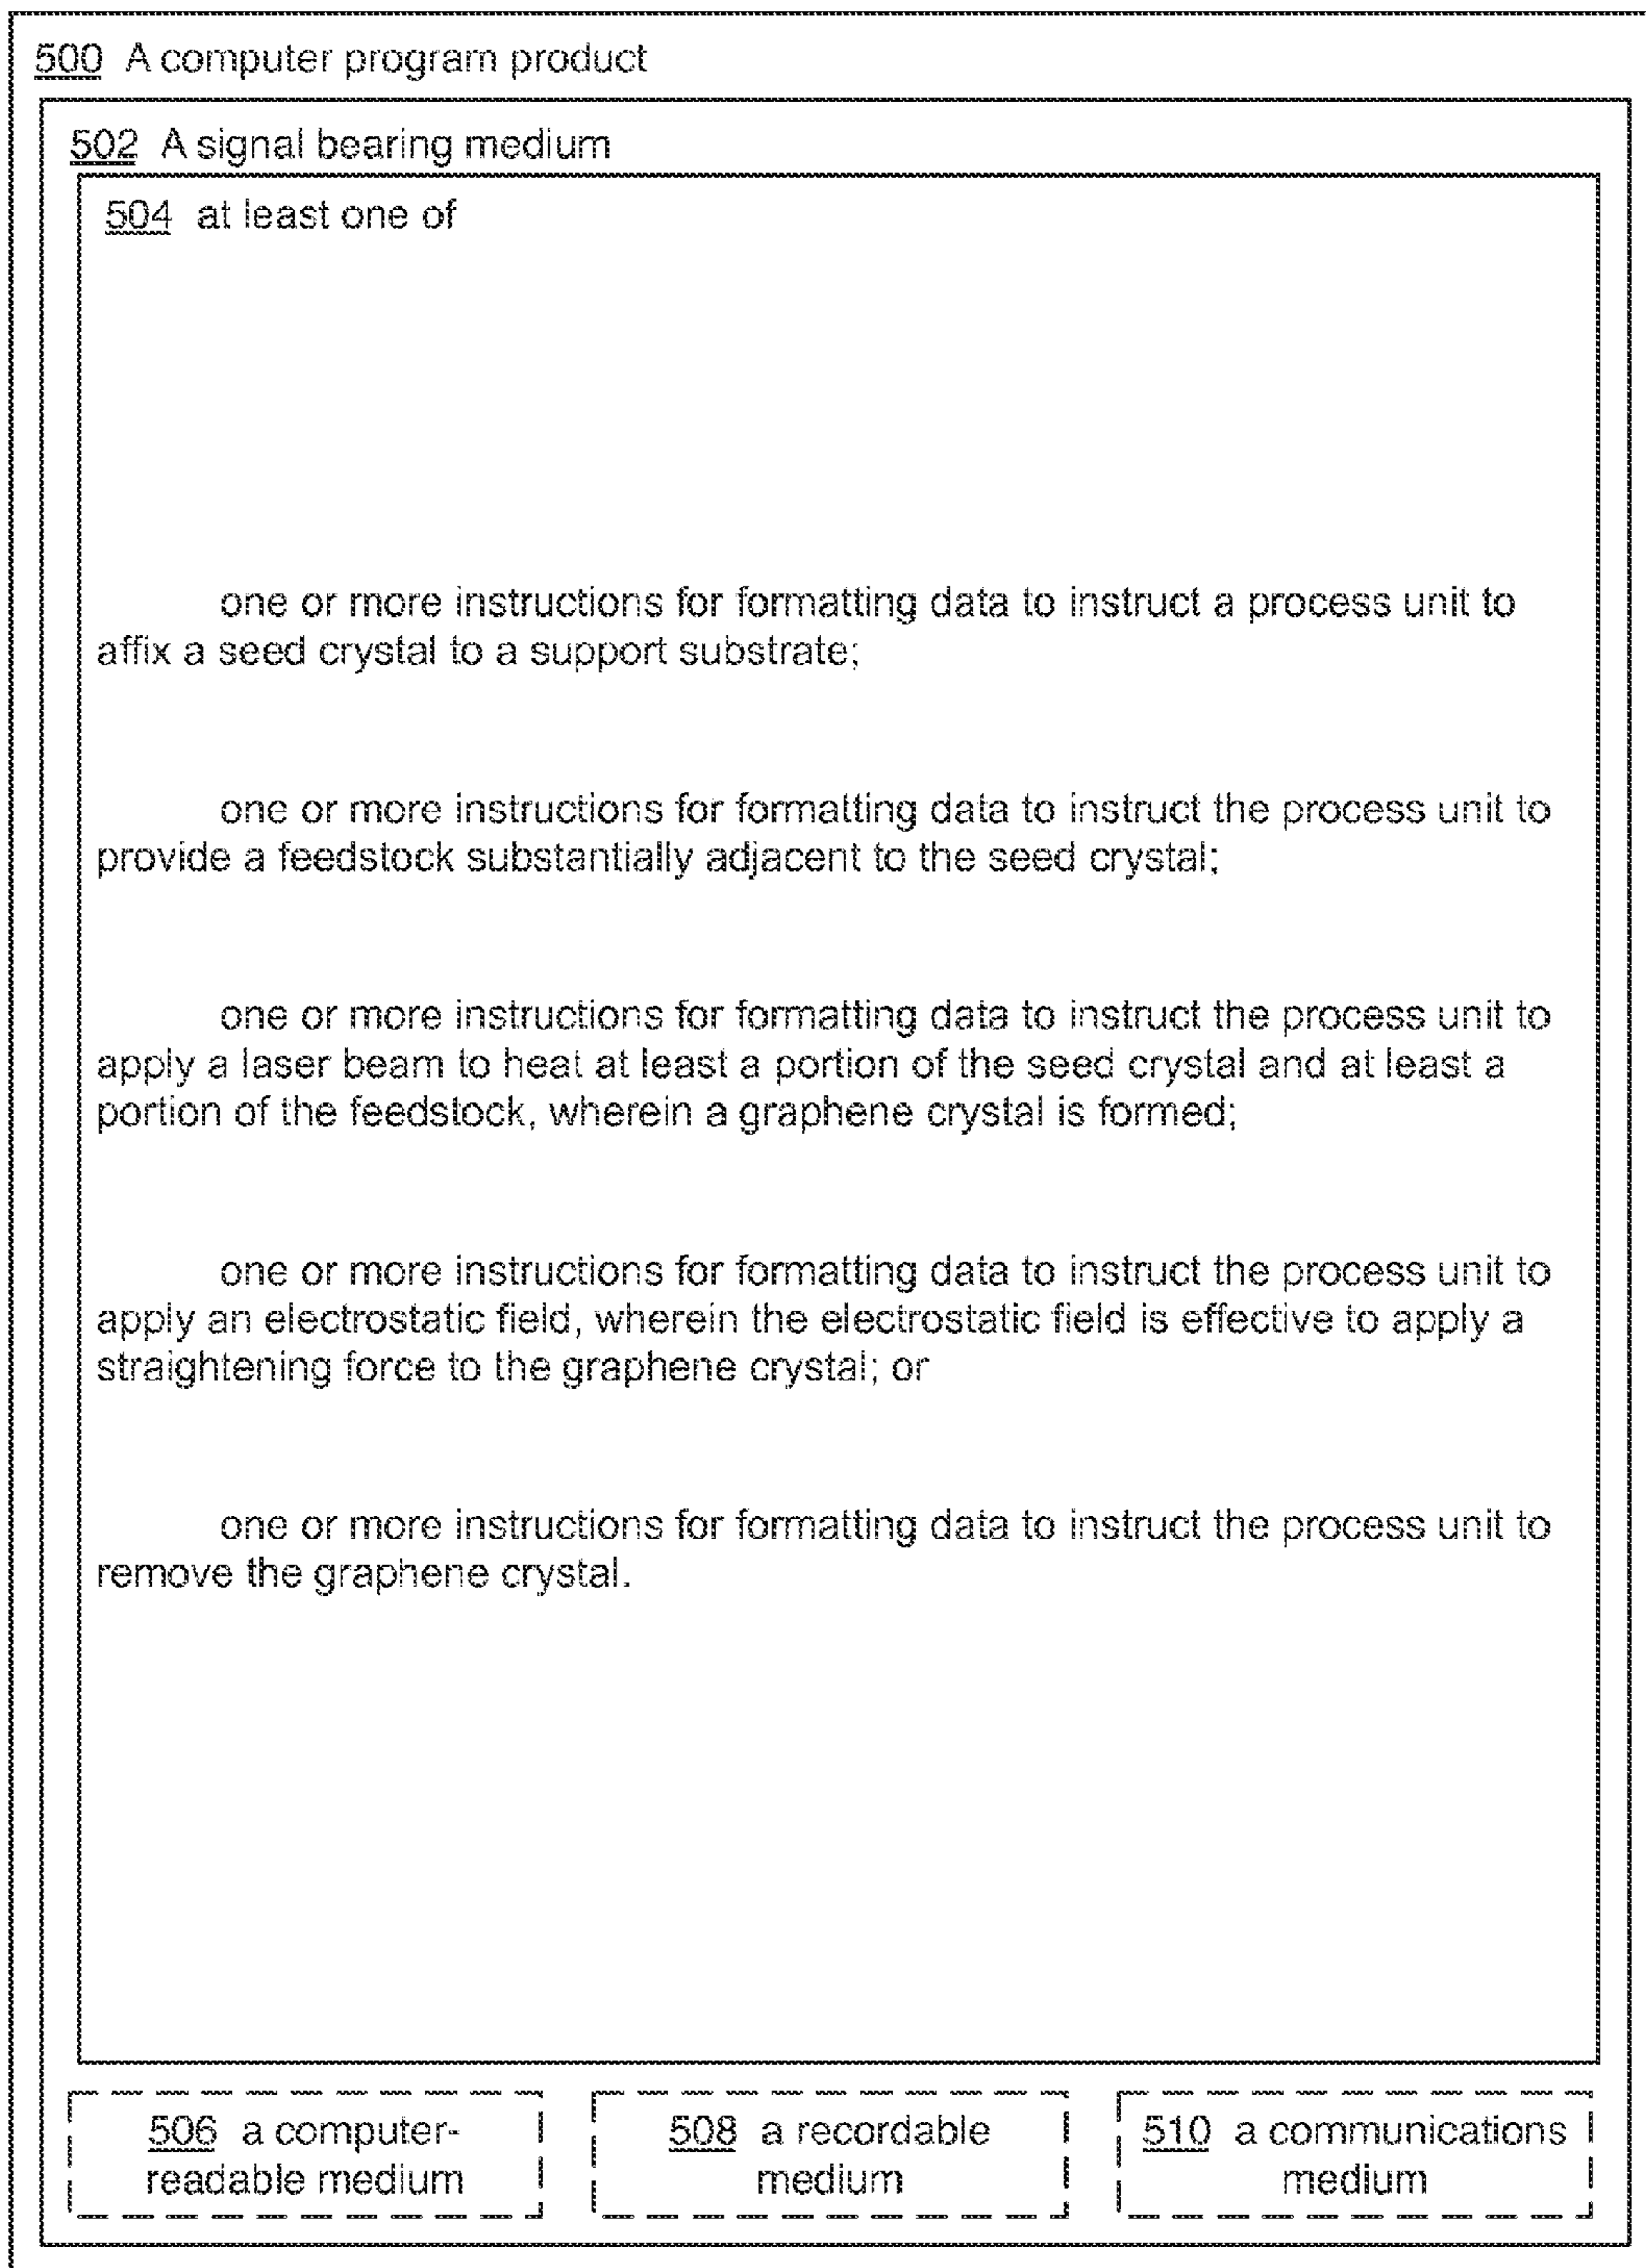 500 A computer program product
502 A signal bearing medium
504 at least one of
one or more instructions for formatting data to instruct a process unit to
affix a seed crystal to a support substrate;
one or more instructions for formatting data to instruct the process unit to
provide a feedstock substantially adjacent to the seed crystal;
one or more instructions for formatting data to instruct the process unit to
apply a laser beam to heat at least a portion of the seed crystal and at least a
portion of the feedstock, wherein a graphene crystal is formed;
one or more instructions for formatting data to instruct the process unit to
apply an electrostatic field, wherein the electrostatic field is effective to apply a
straightening force to the graphene crystal; or
one or more instructions for formatting data to instruct the process unit to
remove the graphene crystal.
506 a computer-
readable medium
508 a recordable
medium
510 a communications
medium